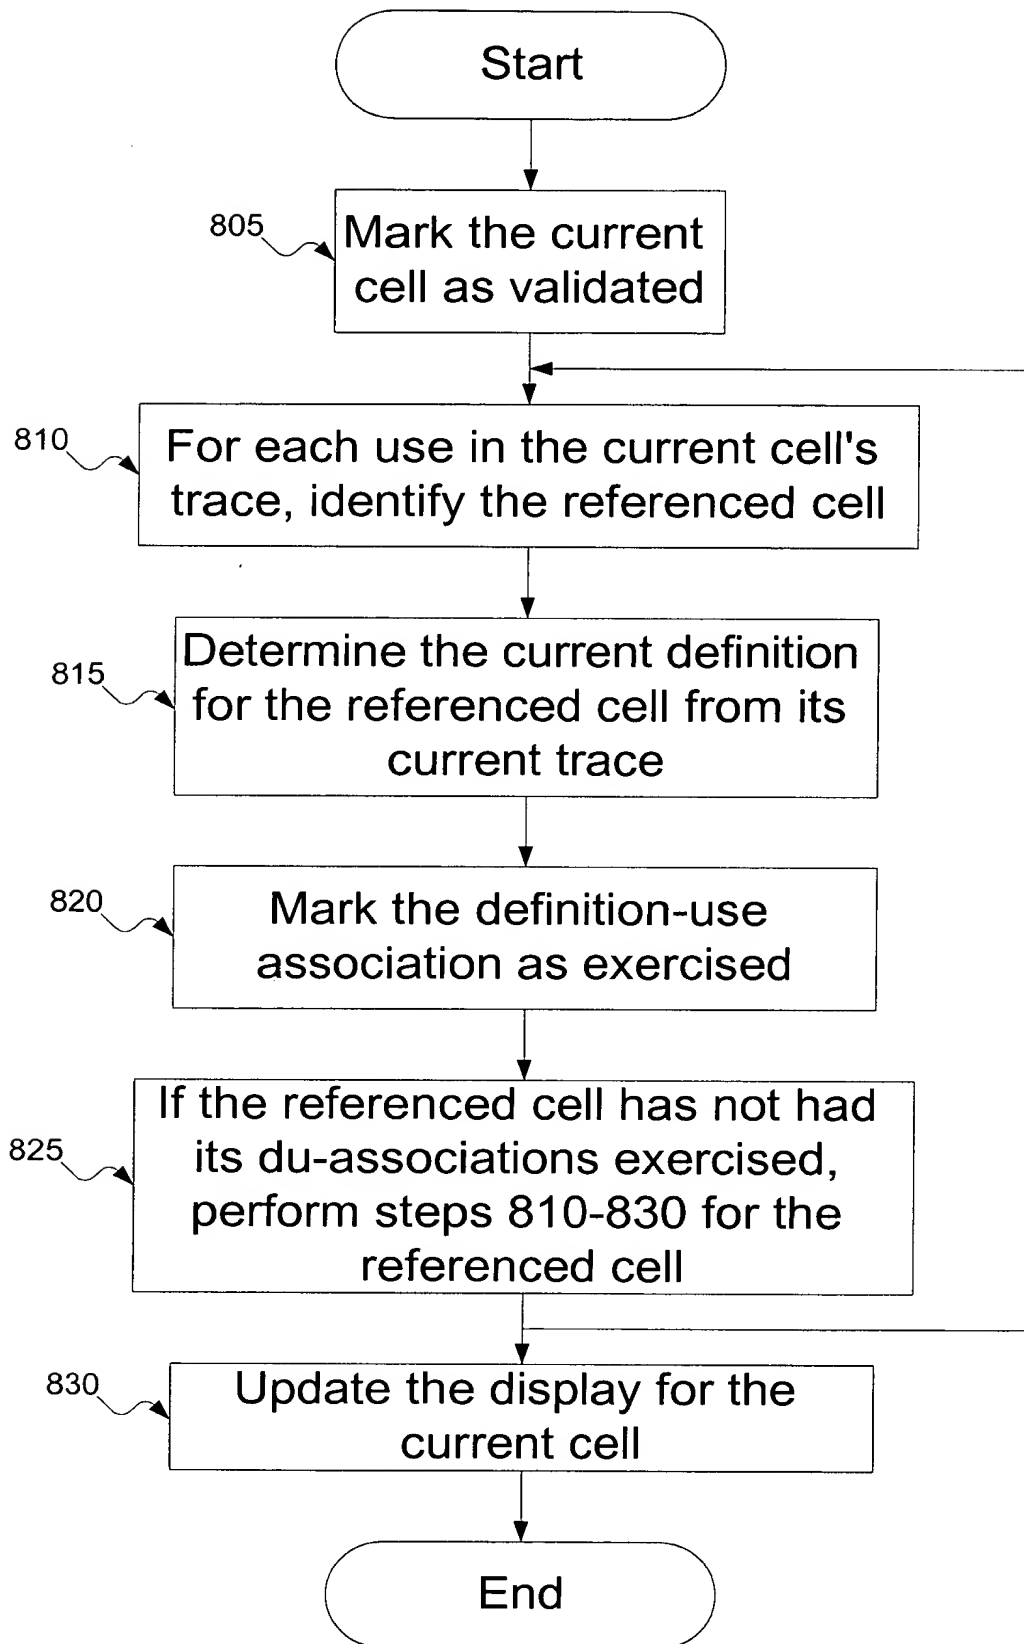 Start
805
Mark the current
cell as validated
810
For each use in the current cell's
trace, identify the referenced cell
815
Determine the current definition
for the referenced cell from its
current trace
820
Mark the definition-use
association as exercised
825
If the referenced cell has not had
its du-associations exercised,
perform steps 810-830 for the
referenced cell
830
Update the display for the
current cell
End